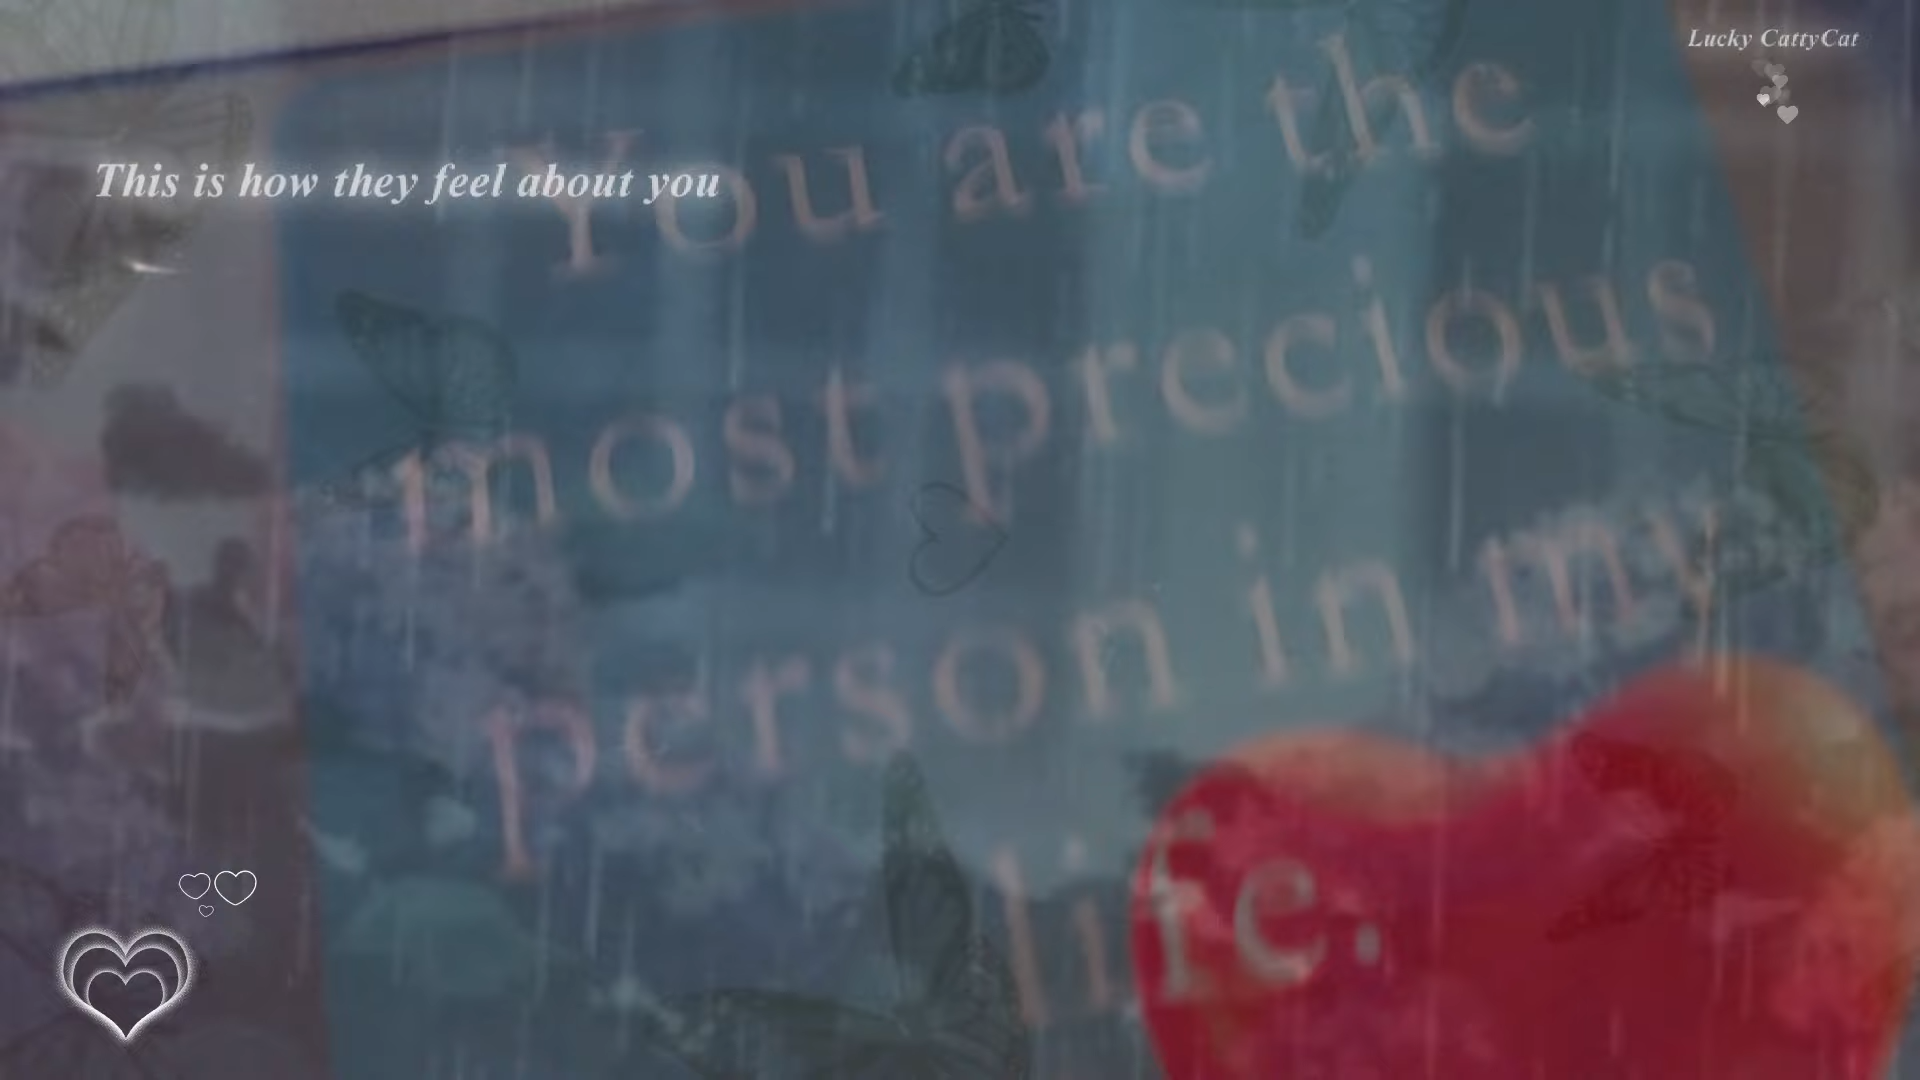 Lucky CattyCat
This is how they feel about you
You are the
most precious
person in my
life.